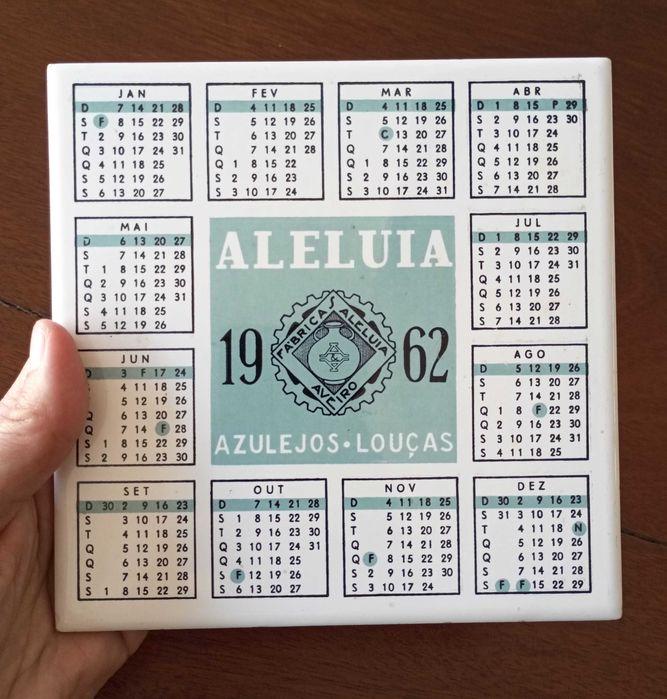 JAN
D 7 14 21 28
S F 8 15 22 29
T 2 9 16 23 30
Q 3 10 17 24 31
Q 4 11 18 25
S 5 12 19 26
S 6 13 20 27
FEV
D 4 11 18 25
S 5 12 19 26
T 6 13 20 27
Q 7 14 21 28
Q 1 8 15 22
S 2 9 16 23
S 3 10 17 24
MAR
D 4 11 18 25
S 5 12 19 26
T C 13 20 27
Q 7 14 21 28
Q 1 8 15 22 29
S 2 9 16 23 30
S 3 10 17 24 31
ABR
D 1 8 15 P 29
S 2 9 16 23 30
T 3 10 17 24
Q 4 11 18 25
Q 5 12 19 26
S 6 13 20 27
S 7 14 21 28
MAI
D 6 13 20 27
S 7 14 21 28
T 1 8 15 22 29
Q 2 9 16 23 30
Q 3 10 17 24 31
S 4 11 18 25
S 5 12 19 26
ALELUIA
1962
FÁBRICAS ALELUIA
AVEIRO
AZULEJOS · LOUÇAS
JUL
D 1 8 15 22 29
S 2 9 16 23 30
T 3 10 17 24 31
Q 4 11 18 25
Q 5 12 19 26
S 6 13 20 27
S 7 14 21 28
JUN
D 3 F 17 24
4 11 18 25
5 12 19 26
Q 6 13 20 27
Q 7 14 F 28
S 1 8 15 22 29
S 2 9 16 23 30
AGO
D 5 12 19 26
S 6 13 20 27
T 7 14 21 28
Q 1 8 F 22 29
Q 2 9 16 23 30
S 3 10 17 24 31
S 4 11 18 25
SET
D 30 2 9 16 23
S 3 10 17 24
T 4 11 18 25
Q 5 12 19 26
Q 6 13 20 27
S 7 14 21 28
S 1 8 15 22 29
OUT
D 7 14 21 28
S 1 8 15 22 29
T 2 9 16 23 30
Q 3 10 17 24 31
Q 4 11 18 25
S F 12 19 26
S 6 13 20 27
NOV
D 4 11 18 25
S 5 12 19 26
T 6 13 20 27
Q 7 14 21 28
Q F 8 15 22 29
S 2 9 16 23 30
S 3 10 17 24
DEZ
D 30 2 9 16 23
S 31 3 10 17 24
T 4 11 18 N
Q 5 12 19 26
Q 6 13 20 27
S 7 14 21 28
S F F 15 22 29